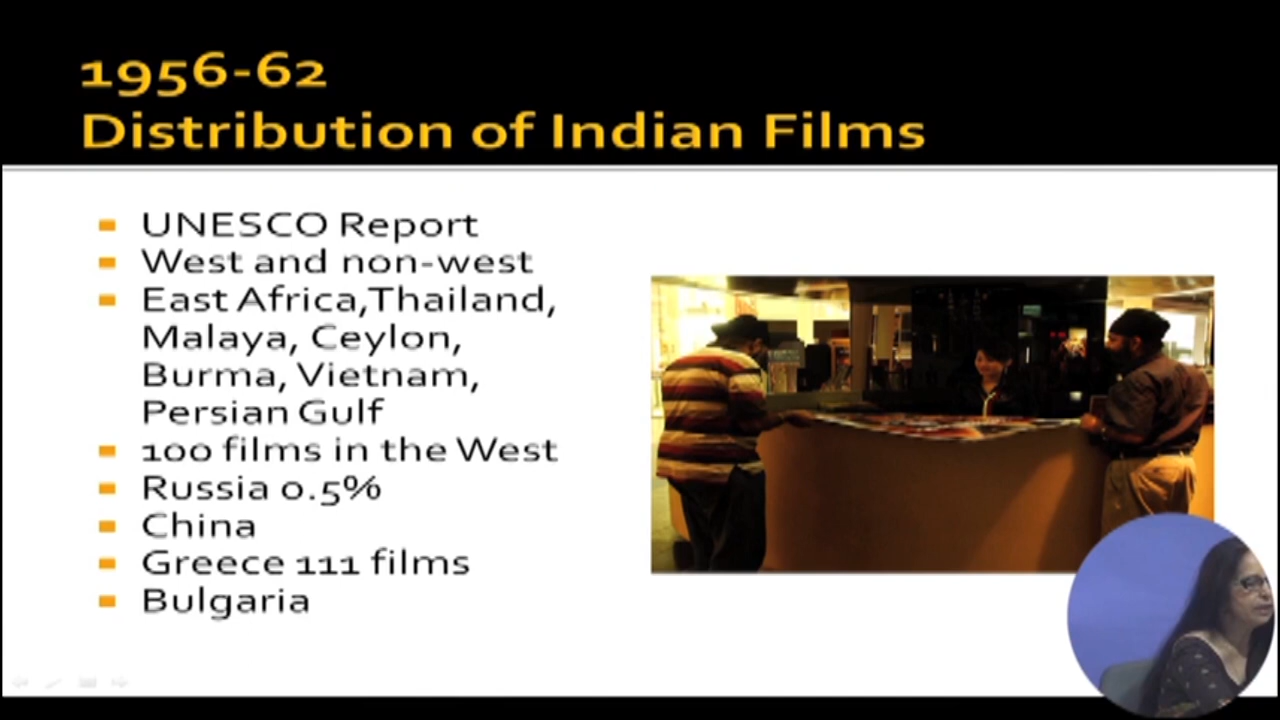 1956-62
Distribution of Indian Films
UNESCO Report
West and non-west
East Africa,Thailand,
Malaya, Ceylon,
Burma, Vietnam,
Persian Gulf
100 films in the West
Russia 0.5%
China
Greece 111 films
Bulgaria